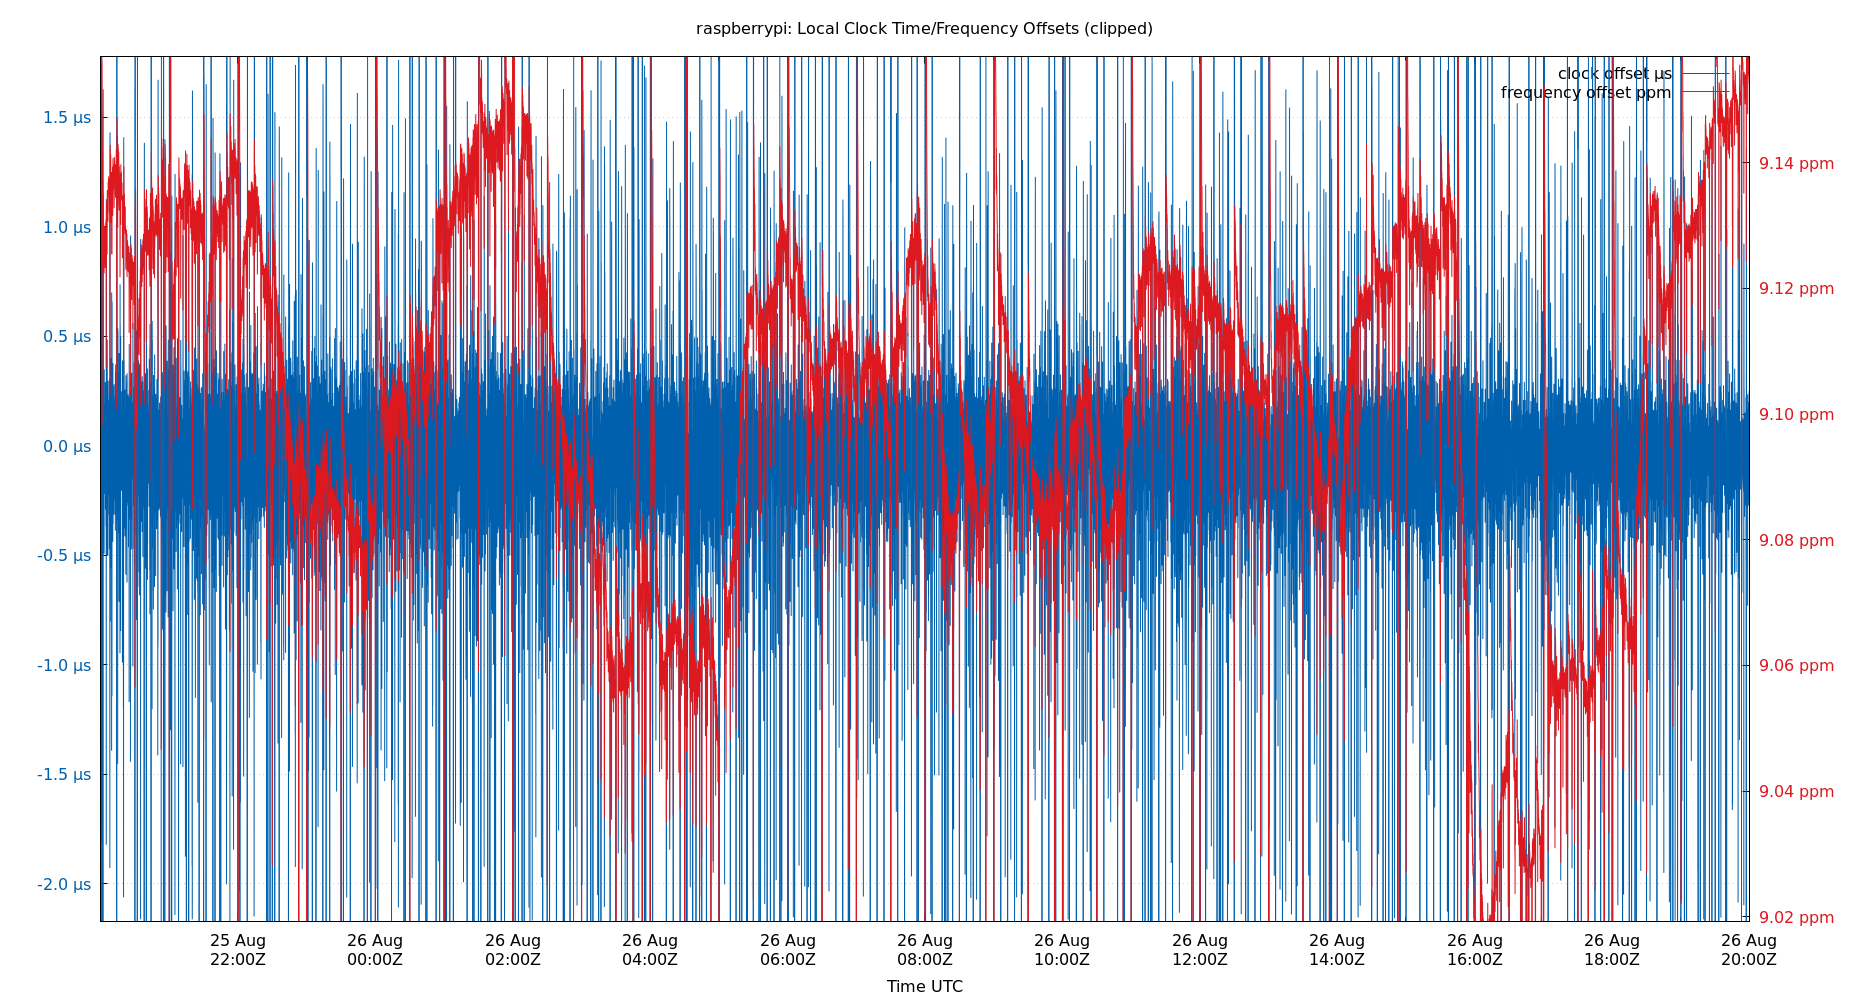 raspberrypi: Local Clock Time/Frequency Offsets (clipped)
clock offset µs
frequency offset ppm
1.5 µs
1.0 µs
0.5 µs
0.0 µs
-0.5 µs
-1.0 µs
-1.5 µs
-2.0 µs
9.14 ppm
9.12 ppm
9.10 ppm
9.08 ppm
9.06 ppm
9.04 ppm
9.02 ppm
25 Aug 26 Aug 26 Aug 26 Aug 26 Aug 26 Aug 26 Aug 26 Aug 26 Aug 26 Aug 26 Aug 26 Aug
22:00Z 00:00Z 02:00Z 04:00Z 06:00Z 08:00Z 10:00Z 12:00Z 14:00Z 16:00Z 18:00Z 20:00Z
Time UTC